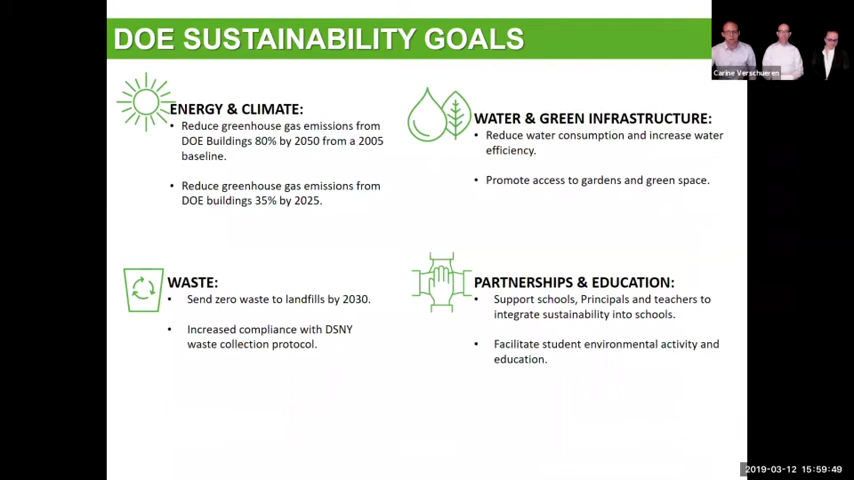 DOE SUSTAINABILITY GOALS
Carine Verschueren
ENERGY & CLIMATE:
• Reduce greenhouse gas emissions from
DOE Buildings 80% by 2050 from a 2005
baseline.
• Reduce greenhouse gas emissions from
DOE buildings 35% by 2025.
WATER & GREEN INFRASTRUCTURE:
• Reduce water consumption and increase water
efficiency.
• Promote access to gardens and green space.
WASTE:
• Send zero waste to landfills by 2030.
• Increased compliance with DSNY
waste collection protocol.
PARTNERSHIPS & EDUCATION:
• Support schools, Principals and teachers to
integrate sustainability into schools.
• Facilitate student environmental activity and
education.
2019-03-12 15:59:49